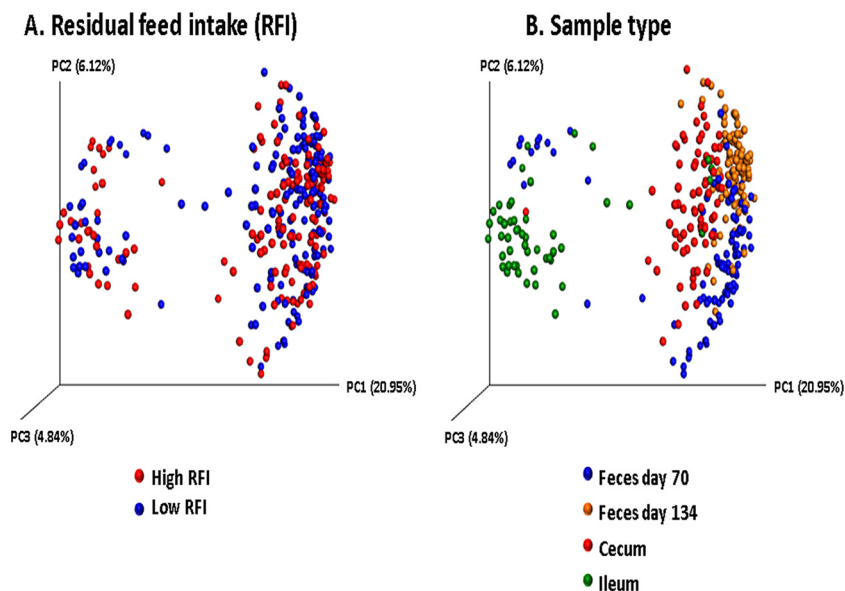 A. Residual feed intake (RFI)
PC2 (6.12%)
PC1 (20.95%)
PC3 (4.84%)
High RFI
Low RFI
B. Sample type
PC2 (6.12%)
PC1 (20.95%)
PC3 (4.84%)
Feces day 70
Feces day 134
Cecum
Ileum